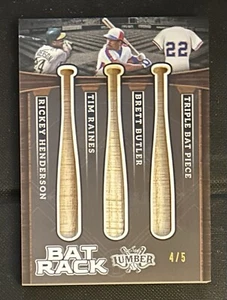 22
RICKEY HENDERSON
TIM RAINES
BRETT BUTLER
TRIPLE BAT PIECE
BAT
RACK
LUMBER
4/5